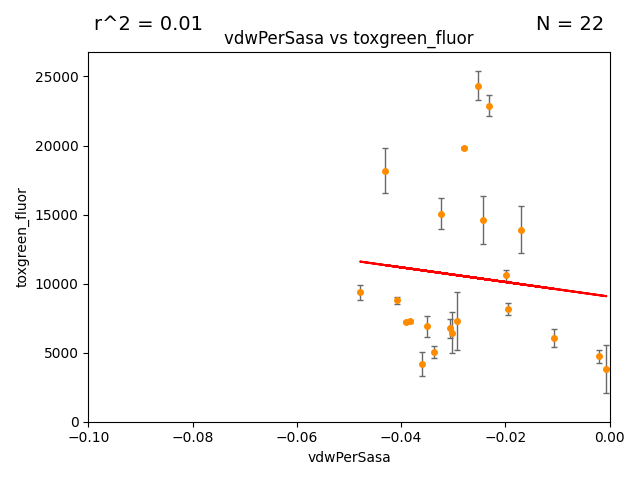 r^2 = 0.01
N = 22
vdwPerSasa vs toxgreen_fluor
25000
20000
15000
10000
5000
0
toxgreen_fluor
−0.10
−0.08
−0.06
−0.04
−0.02
0.00
vdwPerSasa